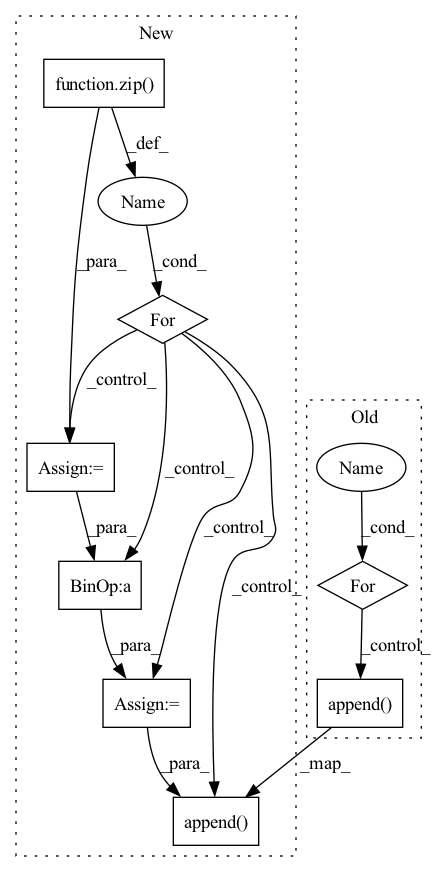 New
function.zip()
_def_
Name
_para_
_cond_
For
Old
_control_
Assign:=
_control_
Name
_para_
_control_
_cond_
BinOp:a
_control_
For
_para_
_control_
Assign:=
append()
_para_
_map_
append()